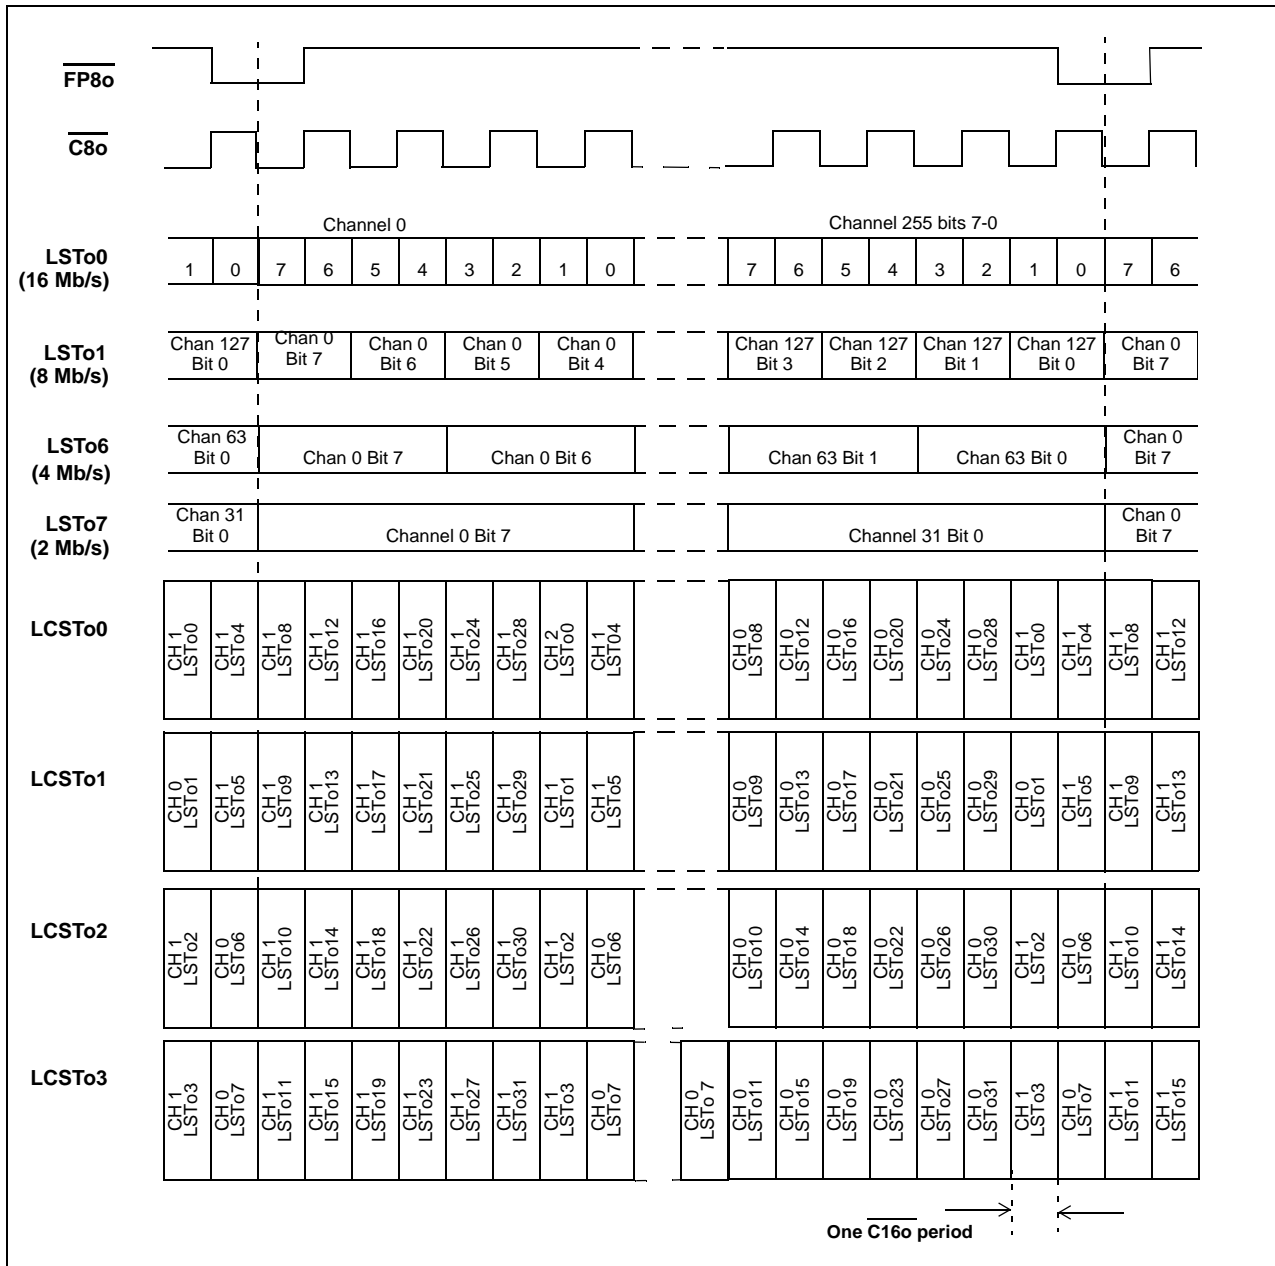 FP8o
C8o
Channel 0
Channel 255 bits 7-0
LSTo0
(16 Mb/s)
1 0 7 6 5 4 3 2 1 0 7 6 5 4 3 2 1 0 7 6
LSTo1
(8 Mb/s)
Chan 127 Chan 0 Chan 0 Chan 0 Chan 0 Chan 127 Chan 127 Chan 127 Chan 127 Chan 0
Bit 0 Bit 7 Bit 6 Bit 5 Bit 4 Bit 3 Bit 2 Bit 1 Bit 0 Bit 7
LSTo6
(4 Mb/s)
Chan 63 Chan 0
Bit 0 Chan 0 Bit 7 Chan 0 Bit 6 Chan 63 Bit 1 Chan 63 Bit 0 Bit 7
LSTo7
(2 Mb/s)
Chan 31 Chan 0
Bit 0 Channel 0 Bit 7 Channel 31 Bit 0 Bit 7
LCSTo0
CH 1 CH 1 CH 1 CH 1 CH 1 CH 1 CH 1 CH 1 CH 2 CH 1 CH 0 CH 0 CH 0 CH 0 CH 0 CH 0 CH 1 CH 1 CH 1 CH 1
LSTo0 LSTo4 LSTo8 LSTo12 LSTo16 LSTo20 LSTo24 LSTo28 LSTo0 LST04 LSTo8 LSTo12 LSTo16 LSTo20 LSTo24 LSTo28 LSTo0 LSTo4 LSTo8 LSTo12
LCSTo1
CH 0 CH 1 CH 1 CH 1 CH 1 CH 1 CH 1 CH 1 CH 1 CH 1 CH 0 CH 0 CH 0 CH 0 CH 0 CH 0 CH 0 CH 1 CH 1 CH 1
LSTo1 LSTo5 LSTo9 LSTo13 LSTo17 LSTo21 LSTo25 LSTo29 LSTo1 LSTo5 LSTo9 LSTo13 LSTo17 LSTo21 LSTo25 LSTo29 LSTo1 LSTo5 LSTo9 LSTo13
LCSTo2
CH 1 CH 0 CH 1 CH 1 CH 1 CH 1 CH 1 CH 1 CH 1 CH 0 CH 0 CH 0 CH 0 CH 0 CH 0 CH 0 CH 1 CH 0 CH 1 CH 1
LSTo2 LSTo6 LSTo10 LSTo14 LSTo18 LSTo22 LSTo26 LSTo30 LSTo2 LSTo6 LSTo10 LSTo14 LSTo18 LSTo22 LSTo26 LSTo30 LSTo2 LSTo6 LSTo10 LSTo14
LCSTo3
CH 1 CH 0 CH 1 CH 1 CH 1 CH 1 CH 1 CH 1 CH 1 CH 0 CH 0 CH 0 CH 0 CH 0 CH 0 CH 0 CH 0 CH 1 CH 0 CH 1 CH 1
LSTo3 LSTo7 LSTo11 LSTo15 LSTo19 LSTo23 LSTo27 LSTo31 LSTo3 LSTo7 LSTo 7 LSTo11 LSTo15 LSTo19 LSTo23 LSTo27 LSTo31 LSTo3 LSTo7 LSTo11 LSTo15
One C16o period